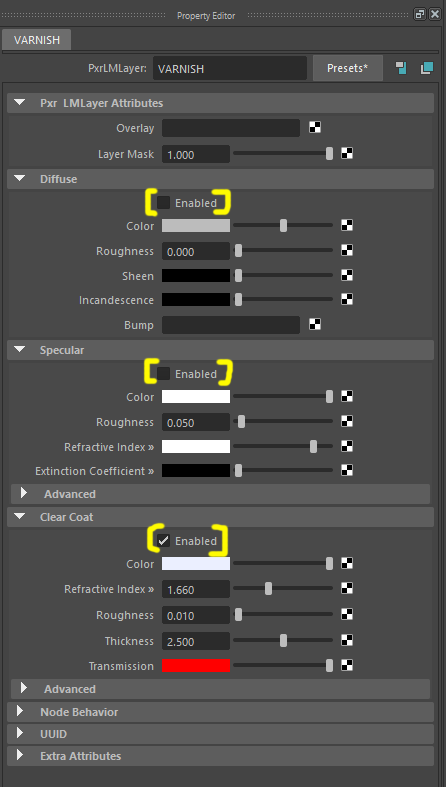 Property Editor
VARNISH
PxrLMLayer: VARNISH Presets*
Pxr LMLayer Attributes
Overlay
Layer Mask 1.000
Diffuse
Enabled
Color
Roughness 0.000
Sheen
Incandescence
Bump
Specular
Enabled
Color
Roughness 0.050
Refractive Index »
Extinction Coefficient »
Advanced
Clear Coat
Enabled
Color
Refractive Index » 1.660
Roughness 0.010
Thickness 2.500
Transmission
Advanced
Node Behavior
UUID
Extra Attributes